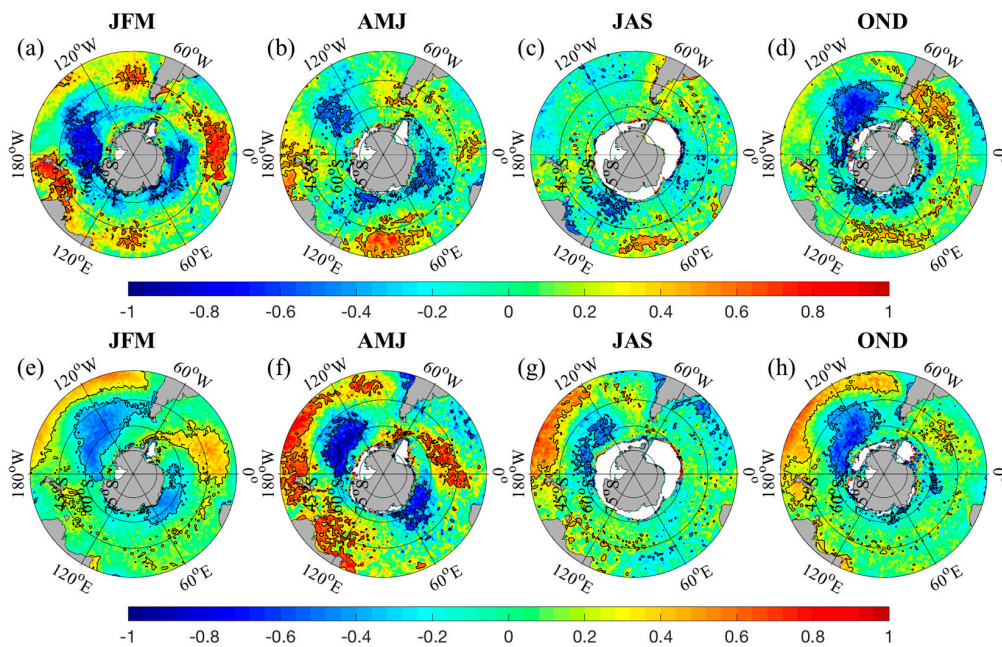 JFM AMJ JAS OND
(a) 120°W 60°W (b) 120°W 60°W (c) 120°W 60°W (d) 120°W 60°W
180°W 45°S 60°S 0° 180°W 45°S 60°S 0° 180°W 45°S 60°S 0° 180°W 45°S 60°S 0°
120°E 60°E 120°E 60°E 120°E 60°E 120°E 60°E
-1 -0.8 -0.6 -0.4 -0.2 0 0.2 0.4 0.6 0.8 1
JFM AMJ JAS OND
(e) 120°W 60°W (f) 120°W 60°W (g) 120°W 60°W (h) 120°W 60°W
180°W 45°S 60°S 0° 180°W 45°S 60°S 0° 180°W 45°S 60°S 0° 180°W 45°S 60°S 0°
120°E 60°E 120°E 60°E 120°E 60°E 120°E 60°E
-1 -0.8 -0.6 -0.4 -0.2 0 0.2 0.4 0.6 0.8 1